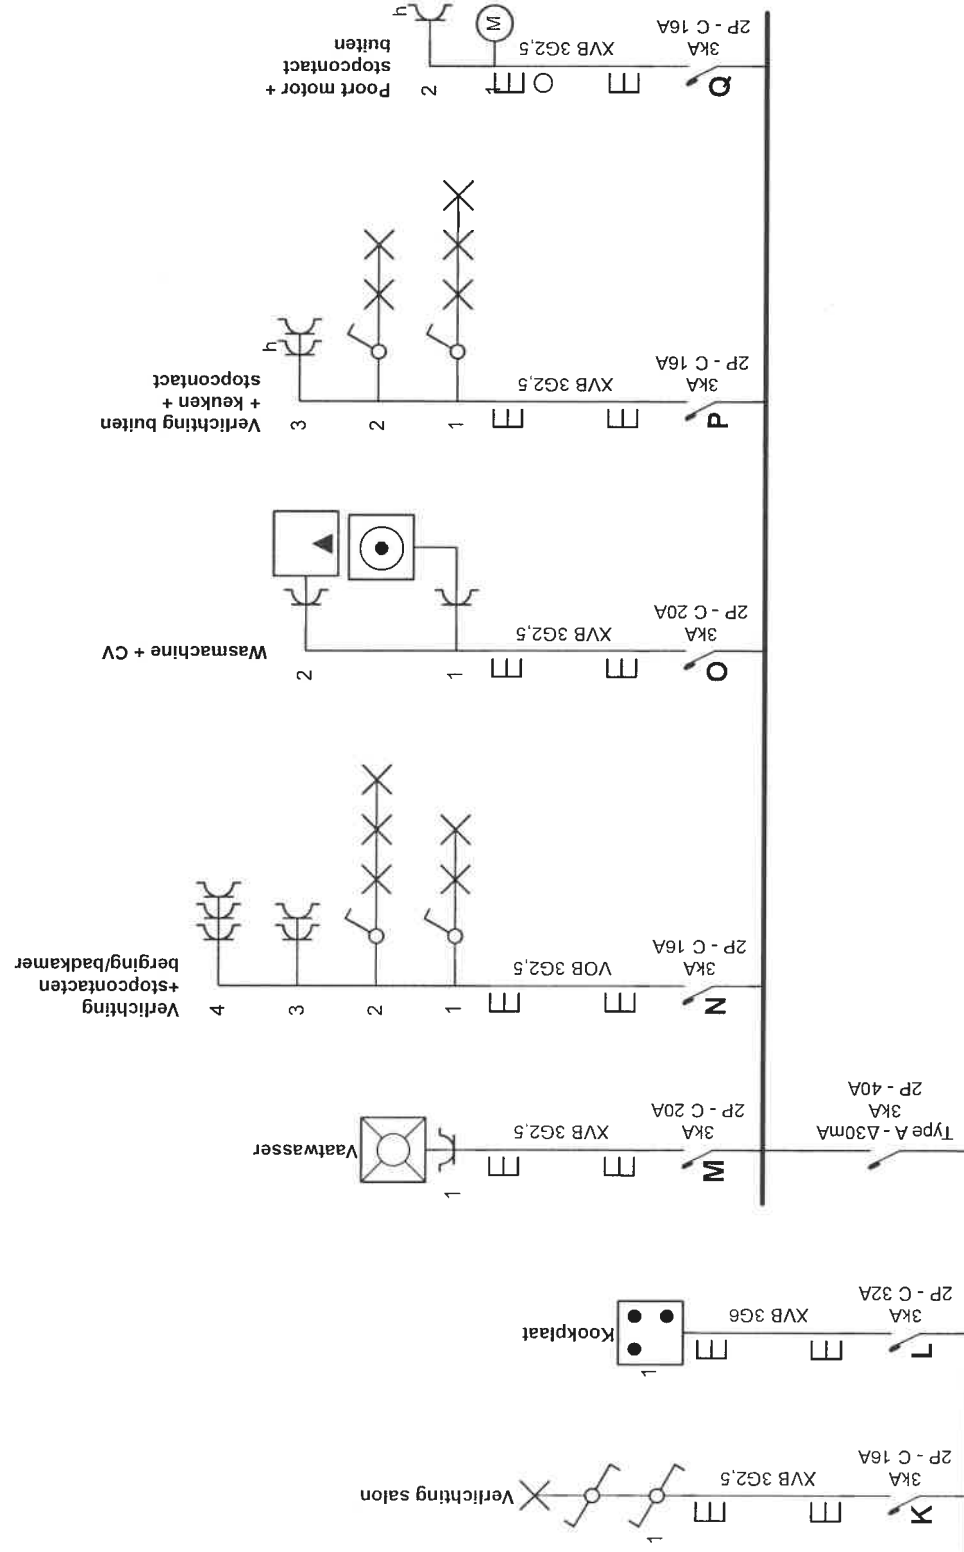 Verlichting salon
1
XVB 3G2,5
K
3kA
2P - C 16A
Kookplaat
1
XVB 3G6
L
3kA
2P - C 32A
Type A - Δ30mA
3kA
2P - 40A
Vaatwasser
1
XVB 3G2,5
M
3kA
2P - C 20A
Verlichting
+stopcontacten
berging/badkamer
4
3
2
1
VOB 3G2,5
N
3kA
2P - C 16A
Wasmachine + CV
2
1
XVB 3G2,5
O
3kA
2P - C 20A
Verlichting buiten
+ keuken +
stopcontact
3
h
2
1
XVB 3G2,5
P
3kA
2P - C 16A
Poort motor +
stopcontact
buiten
2
h
1
M
XVB 3G2,5
Q
3kA
2P - C 16A